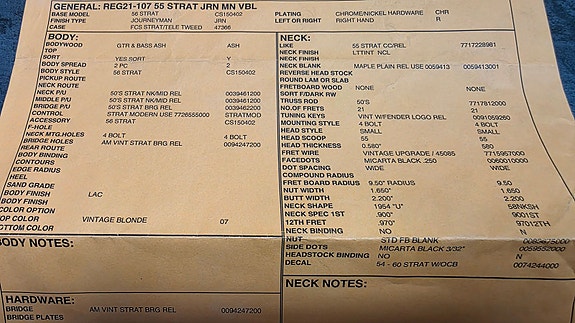 GENERAL: REG21-107 55 STRAT JRN MN VBL
BASE MODEL 56 STRAT CS150402 PLATING CHROME/NICKEL HARDWARE CHR
FINISH TYPE JOURNEYMAN JRN LEFT OR RIGHT RIGHT HAND R
CASE FCS STRAT/TELE TWEED 47366
BODY:
BODYWOOD GTR & BASS ASH ASH
TOP
SORT YES SORT Y
BODY SPREAD 2 PC 2
BODY STYLE 56 STRAT CS150402
PICKUP ROUTE
NECK ROUTE
NECK P/U 50'S STRAT NK/MID REL 0039461200
MIDDLE P/U 50'S STRAT NK/MID REL 0039461200
BRIDGE P/U 50'S STRAT BRG REL 0039462200
CONTROL STRAT MODERN USE 7726555000 STRATMOD
ACCESSORY 56 STRAT CS150402
F-HOLE
NECK MTG.HOLES 4 BOLT 4 BOLT
BRIDGE HOLES AM VINT STRAT BRG REL 0094247200
REAR ROUTE
BODY BINDING
CONTOURS
EDGE RADIUS
HEEL
SAND GRADE
BODY FINISH LAC
COLOR OPTION
TOP COLOR VINTAGE BLONDE 07
BOTTOM COLOR
BODY NOTES:
HARDWARE:
BRIDGE AM VINT STRAT BRG REL 0094247200
BRIDGE PLATES
NECK:
LIKE 55 STRAT CC/REL 7717228981
NECK FINISH LTTINT NCL
NECK FINISH
NECK BLANK MAPLE PLAIN REL USE 0059413 0059413001
REVERSE HEAD STOCK
ROUND LAM OR SLAB
FRETBOARD WOOD NONE NONE
SORT F/DARK RW
TRUSS ROD 50'S 7717812000
NO.OF FRETS 21 21
TUNING KEYS VINT W/FENDER LOGO REL 0091059260
MOUNTING STYLE 4 BOLT 4 BOLT
HEAD STYLE SMALL SMALL
HEAD SCOOP 55 55
HEAD THICKNESS 0.580" 580
FRET WIRE VINTAGE UPGRADE / 45085 7715957000
FACEDOTS MICARTA BLACK .250 0060010000
DOT SPACING WIDE WIDE
COMPOUND RADIUS
FRET BOARD RADIUS 9.50" RADIUS 9.50
NUT WIDTH 1.650" 1.650
BUTT WIDTH 2.200" 2.200
NECK SHAPE 1954 "U" 58NKSH
NECK SPEC 1ST .900" 9001ST
12TH FRET .970" 97012TH
NECK BINDING NO N
NUT STD FB BLANK
SIDE DOTS MICARTA BLACK 3/32" 0059552000
HEADSTOCK BINDING NO N
DECAL 54 - 60 STRAT W/OCB 0074244000
NECK NOTES: